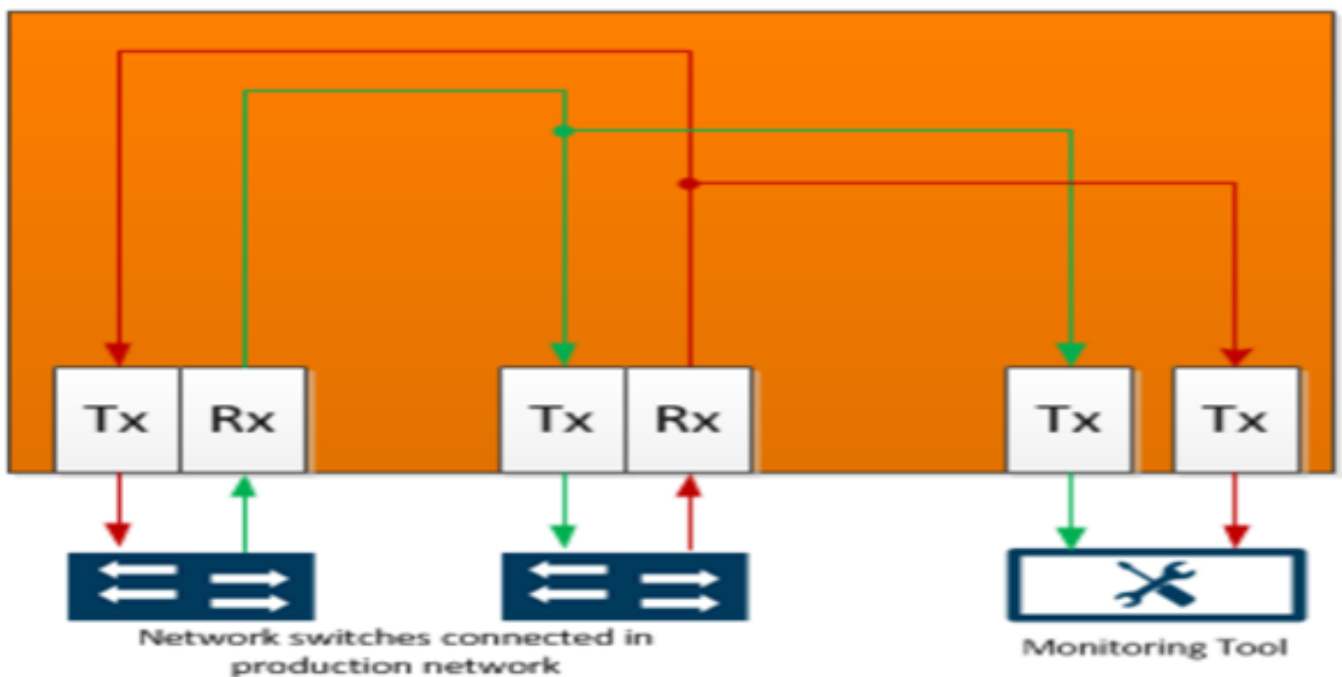 Tx Rx Tx Rx Tx Tx
Network switches connected in
production network
Monitoring Tool